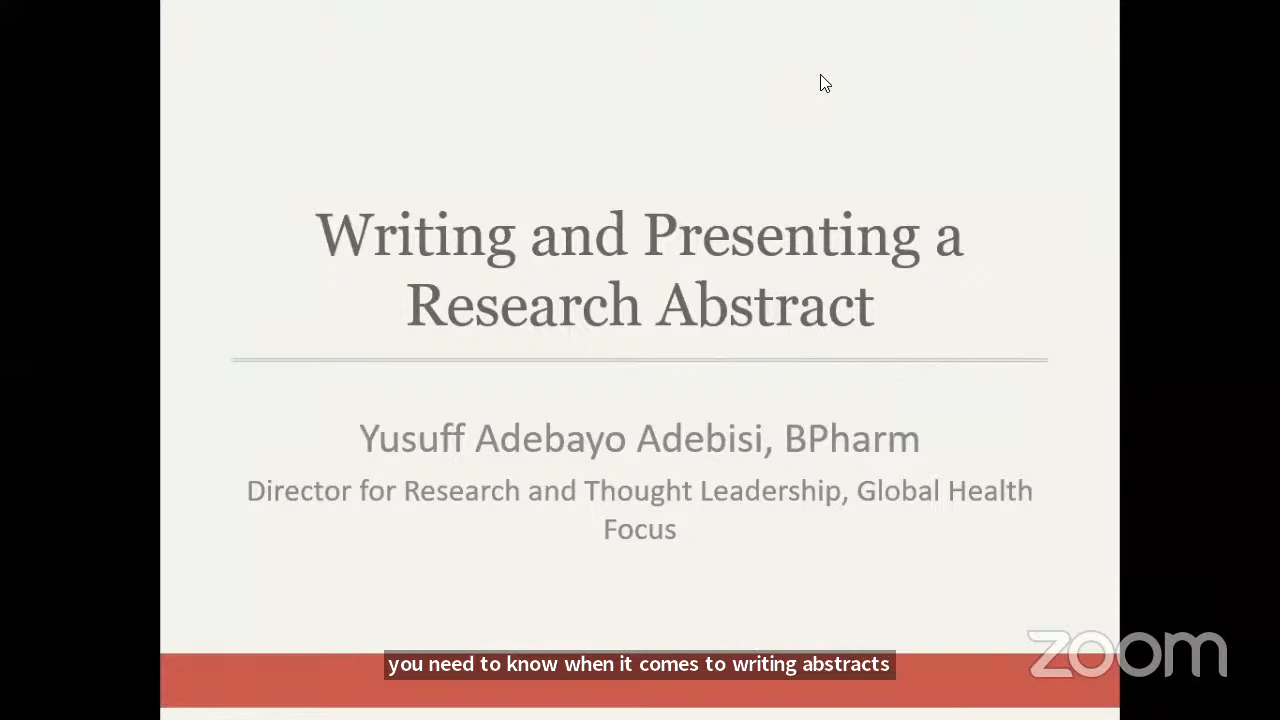 Writing and Presenting a
Research Abstract
Yusuff Adebayo Adebisi, BPharm
Director for Research and Thought Leadership, Global Health
Focus
you need to know when it comes to writing abstracts
zoom